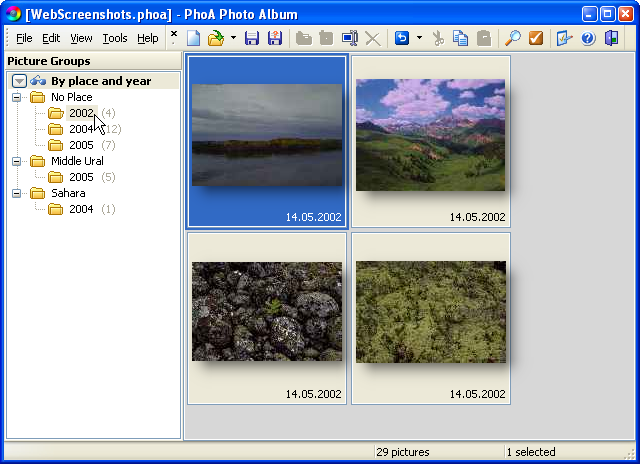 [WebScreenshots.phoa] - PhoA Photo Album
File Edit View Tools Help
Picture Groups
By place and year
No Place
2002 (4)
2004 (12)
2005 (7)
Middle Ural
2005 (5)
Sahara
2004 (1)
14.05.2002
14.05.2002
14.05.2002
14.05.2002
29 pictures
1 selected